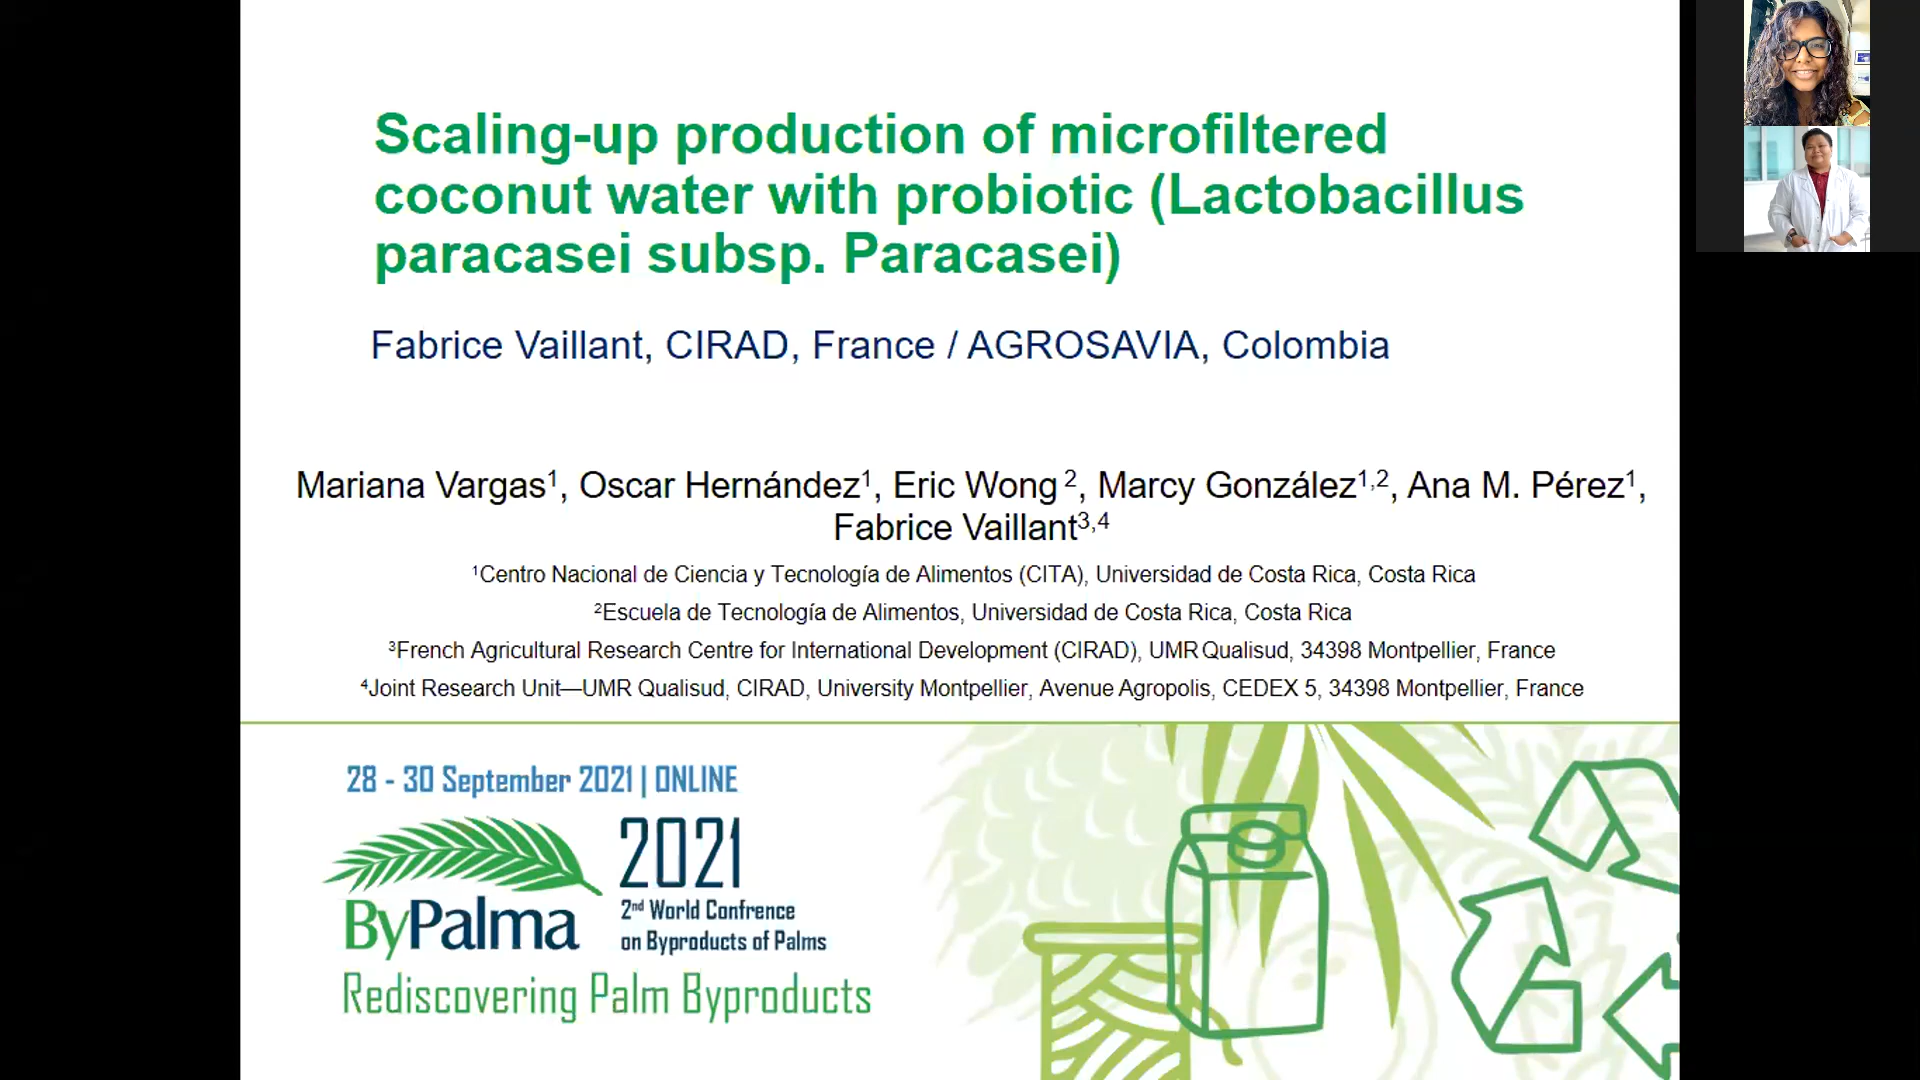 Scaling-up production of microfiltered
coconut water with probiotic (Lactobacillus
paracasei subsp. Paracasei)
Fabrice Vaillant, CIRAD, France / AGROSAVIA, Colombia
Mariana Vargas¹, Oscar Hernández¹, Eric Wong ², Marcy González¹,², Ana M. Pérez¹,
Fabrice Vaillant³,⁴
¹Centro Nacional de Ciencia y Tecnología de Alimentos (CITA), Universidad de Costa Rica, Costa Rica
²Escuela de Tecnología de Alimentos, Universidad de Costa Rica, Costa Rica
³French Agricultural Research Centre for International Development (CIRAD), UMR Qualisud, 34398 Montpellier, France
⁴Joint Research Unit—UMR Qualisud, CIRAD, University Montpellier, Avenue Agropolis, CEDEX 5, 34398 Montpellier, France
28 - 30 September 2021 | ONLINE
ByPalma
2021
2nd World Confrence
on Byproducts of Palms
Rediscovering Palm Byproducts